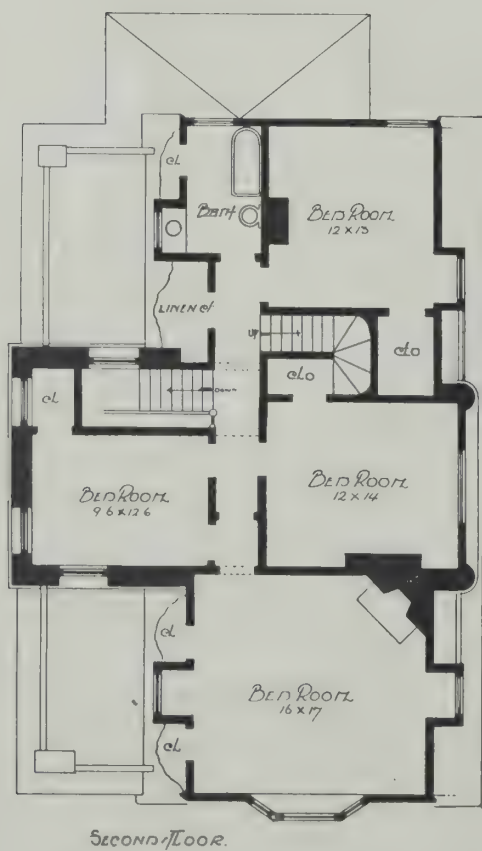 CL
BATH
BED ROOM
12 X 13
LINEN CL
UP
CLO
CLO
DOWN
CL
BED ROOM
9 6 X 12 6
BED ROOM
12 X 14
CL
BED ROOM
16 X 17
CL
SECOND FLOOR.